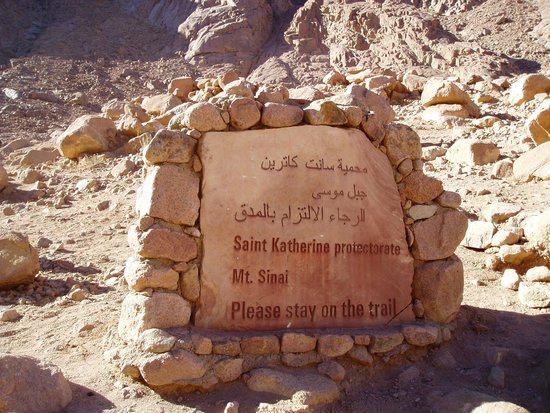 محمية سانت كاترين
جبل موسى
الرجاء الالتزام بالمدق
Saint Katherine protectorate
Mt. Sinai
Please stay on the trail